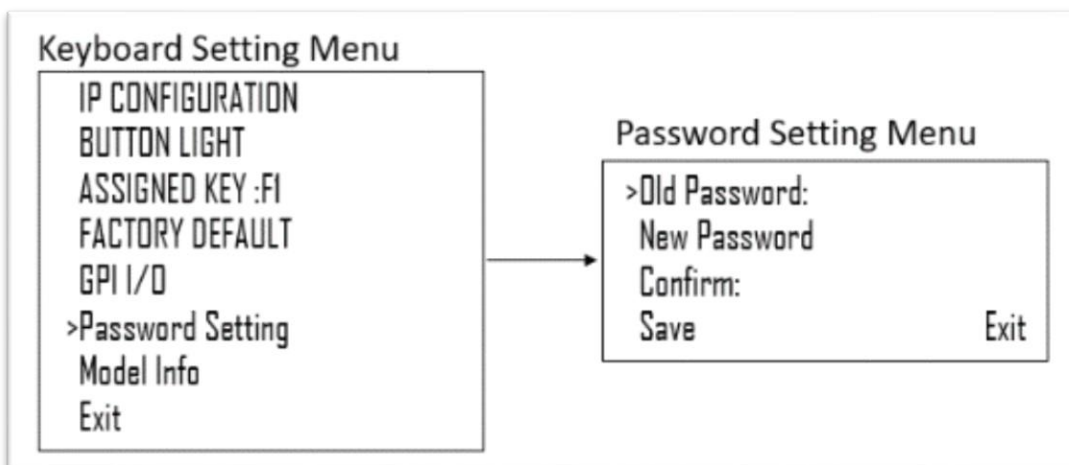 Keyboard Setting Menu
IP CONFIGURATION
BUTTON LIGHT
ASSIGNED KEY :F1
FACTORY DEFAULT
GPI I/O
>Password Setting
Model Info
Exit
Password Setting Menu
>Old Password:
New Password
Confirm:
Save Exit